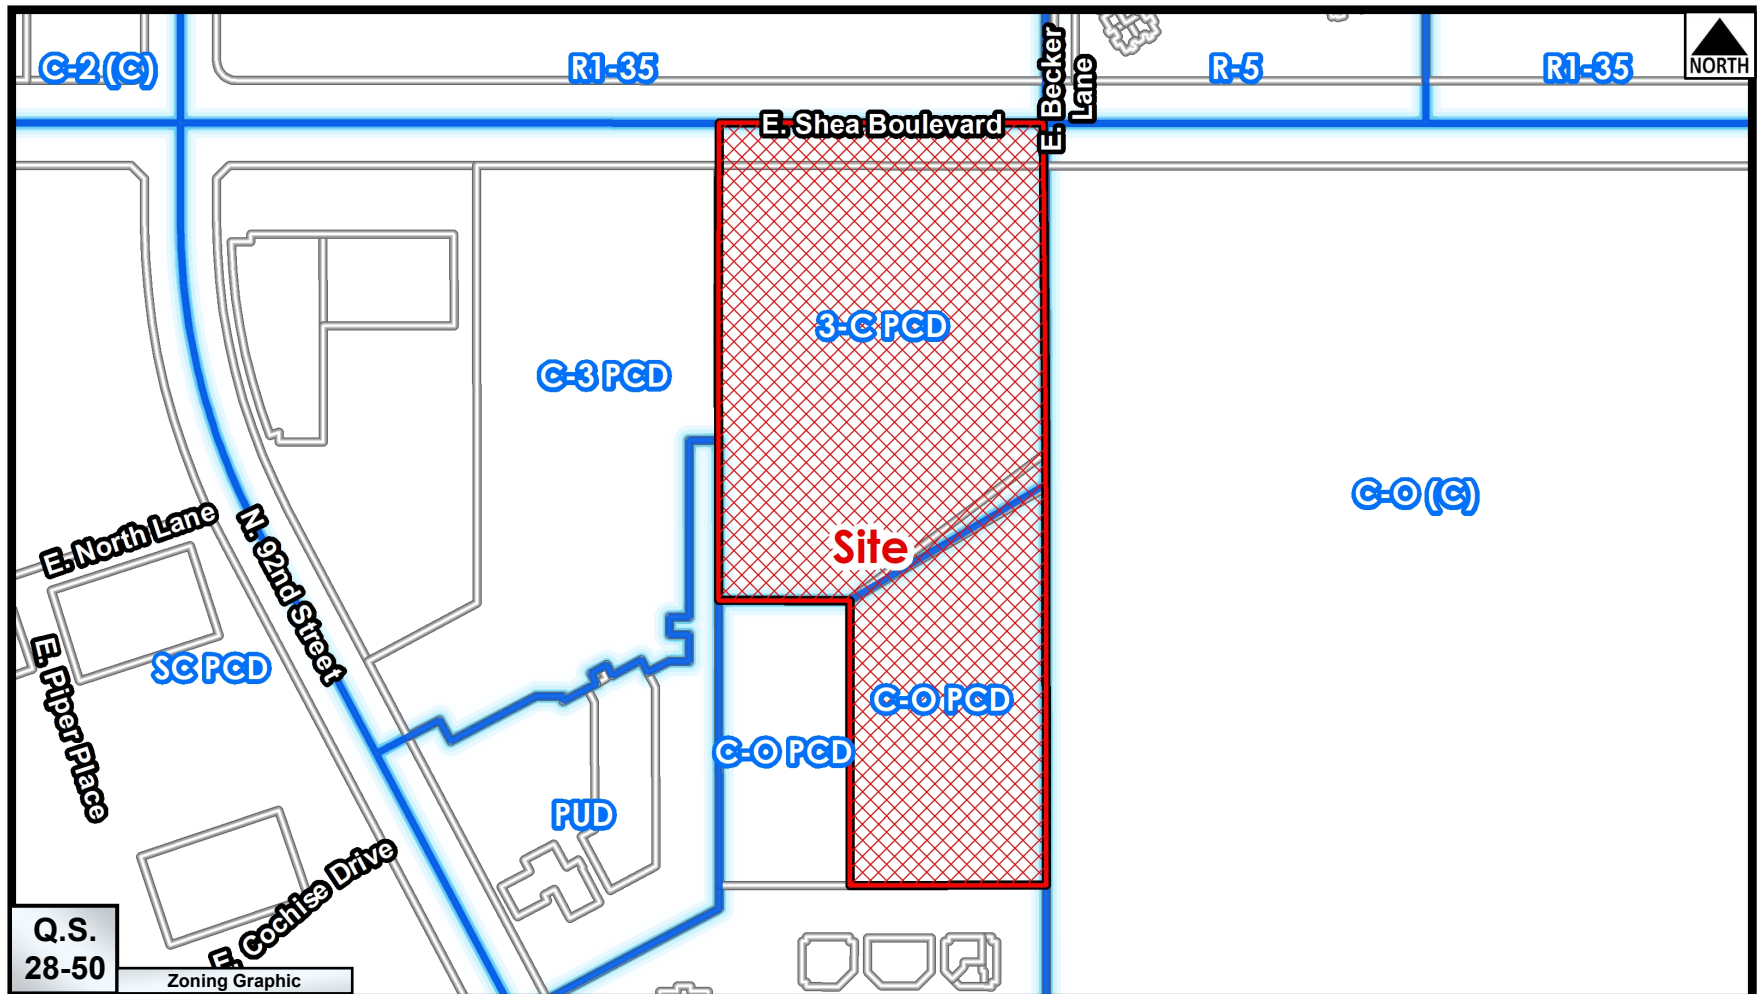 C-2 (C)
R1-35
E. Becker
Lane
R-5
R1-35
NORTH
E. Shea Boulevard
3-C PCD
C-3 PCD
C-O (C)
E. North Lane
N. 92nd Street
Site
E. Piper Place
SC PCD
C-O PCD
C-O PCD
PUD
E. Cochise Drive
Q.S.
28-50
Zoning Graphic